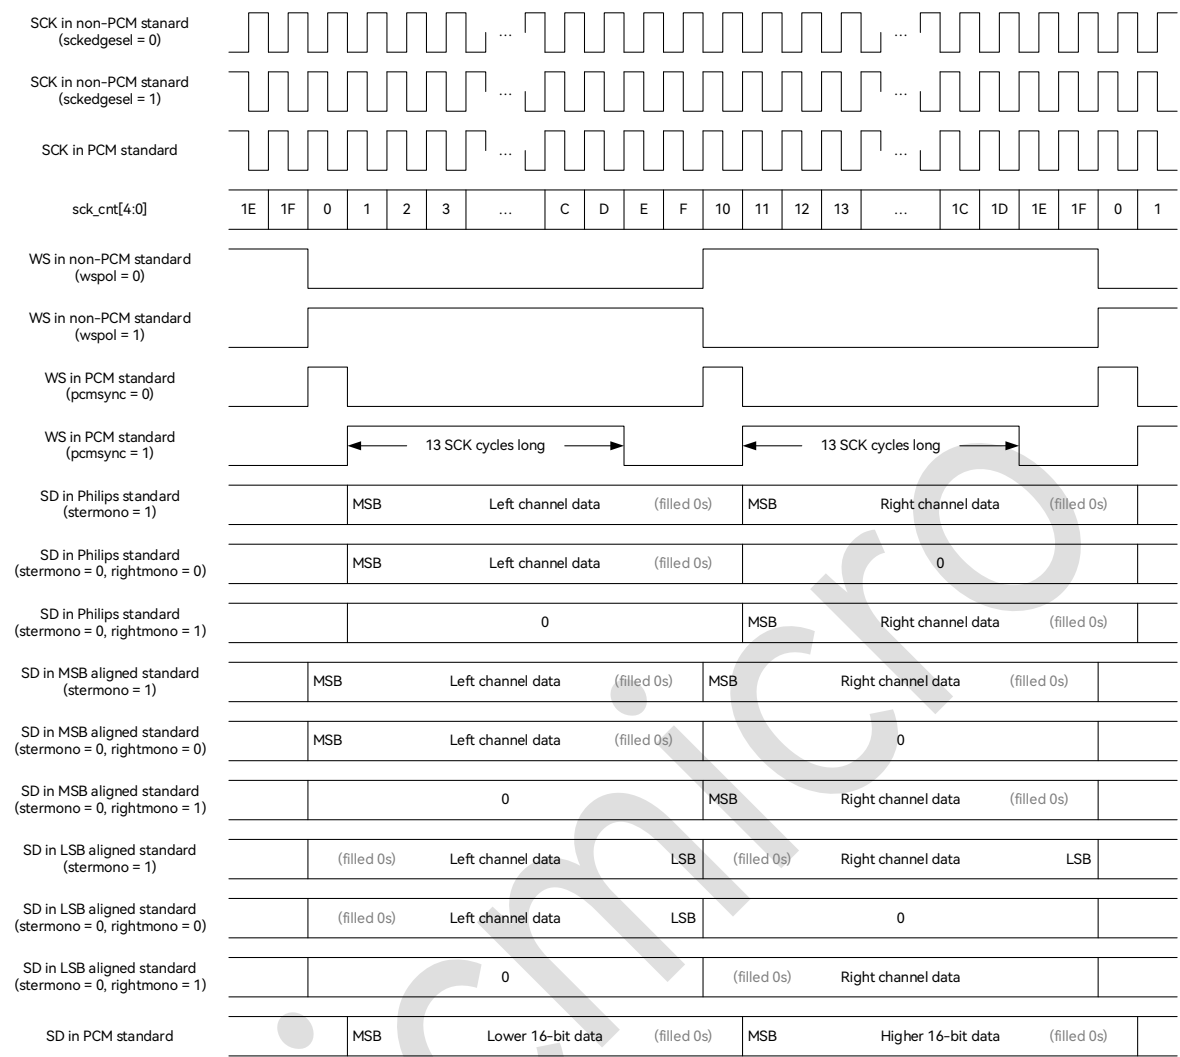 SCK in non-PCM stanard
(sckedgesel = 0)
... ...
SCK in non-PCM stanard
(sckedgesel = 1)
... ...
SCK in PCM standard
... ...
sck_cnt[4:0] 1E 1F 0 1 2 3 ... C D E F 10 11 12 13 ... 1C 1D 1E 1F 0 1
WS in non-PCM standard
(wspol = 0)
WS in non-PCM standard
(wspol = 1)
WS in PCM standard
(pcmsync = 0)
WS in PCM standard
(pcmsync = 1)
13 SCK cycles long 13 SCK cycles long
SD in Philips standard
(stermono = 1)
MSB Left channel data (filled 0s) MSB Right channel data (filled 0s)
SD in Philips standard
(stermono = 0, rightmono = 0)
MSB Left channel data (filled 0s) 0
SD in Philips standard
(stermono = 0, rightmono = 1)
0 MSB Right channel data (filled 0s)
SD in MSB aligned standard
(stermono = 1)
MSB Left channel data (filled 0s) MSB Right channel data (filled 0s)
SD in MSB aligned standard
(stermono = 0, rightmono = 0)
MSB Left channel data (filled 0s) 0
SD in MSB aligned standard
(stermono = 0, rightmono = 1)
0 MSB Right channel data (filled 0s)
SD in LSB aligned standard
(stermono = 1)
(filled 0s) Left channel data LSB (filled 0s) Right channel data LSB
SD in LSB aligned standard
(stermono = 0, rightmono = 0)
(filled 0s) Left channel data LSB 0
SD in LSB aligned standard
(stermono = 0, rightmono = 1)
0 (filled 0s) Right channel data
SD in PCM standard MSB Lower 16-bit data (filled 0s) MSB Higher 16-bit data (filled 0s)
icmicro